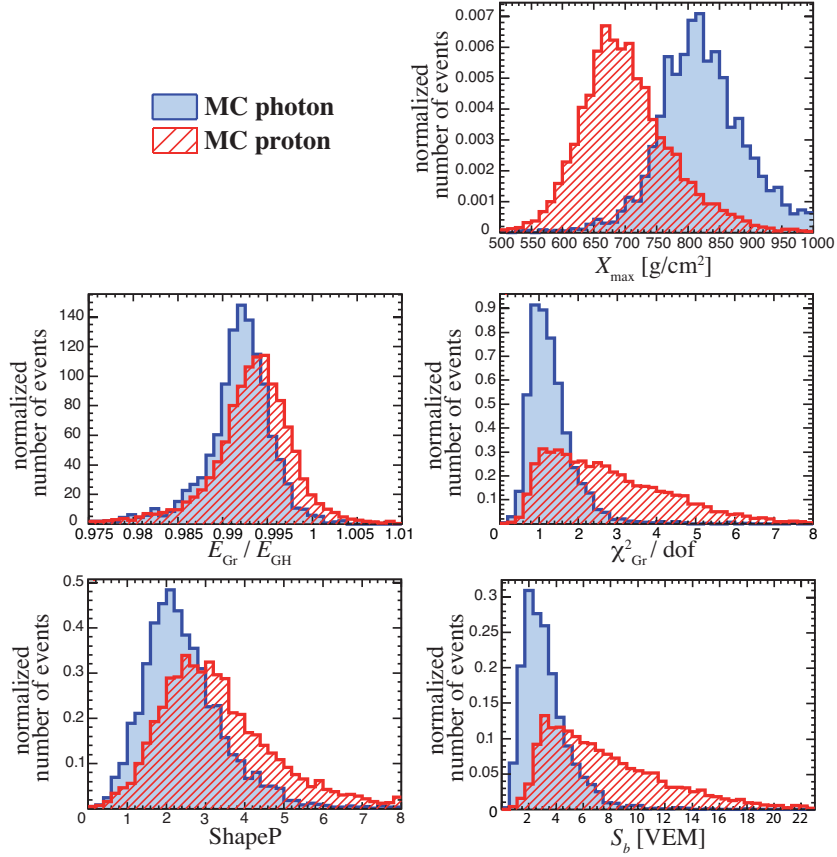 MC photon
MC proton
normalized
number of events
0.007
0.006
0.005
0.004
0.003
0.002
0.001
0
500 550 600 650 700 750 800 850 900 950 1000
X_max [g/cm²]
normalized
number of events
140
120
100
80
60
40
20
0
0.975 0.98 0.985 0.99 0.995 1 1.005 1.01
E_Gr / E_GH
normalized
number of events
0.9
0.8
0.7
0.6
0.5
0.4
0.3
0.2
0.1
0 1 2 3 4 5 6 7 8
χ²_Gr / dof
normalized
number of events
0.5
0.4
0.3
0.2
0.1
0 1 2 3 4 5 6 7 8
ShapeP
normalized
number of events
0.3
0.25
0.2
0.15
0.1
0.05
0
2 4 6 8 10 12 14 16 18 20 22
S_b [VEM]